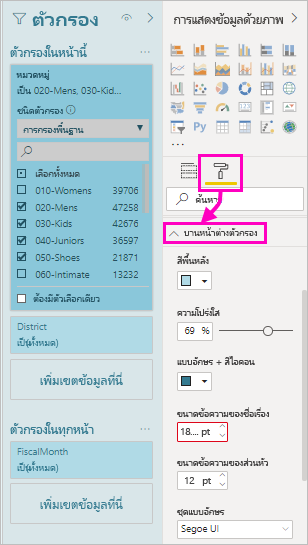 ตัวกรอง
ตัวกรองในหน้านี้
หมวดหมู่
เป็น 020-Mens, 030-Kid...
ชนิดตัวกรอง
การกรองพื้นฐาน
เลือกทั้งหมด
010-Womens 39706
020-Mens 47258
030-Kids 42676
040-Juniors 36597
050-Shoes 21871
060-Intimate 13232
ต้องมีตัวเลือกเดียว
District
เป็น(ทั้งหมด)
เพิ่มเขตข้อมูลที่นี่
ตัวกรองในทุกหน้า
FiscalMonth
เป็น(ทั้งหมด)
เพิ่มเขตข้อมูลที่นี่
การแสดงข้อมูลด้วยภาพ
R
Py
ค้นหา
บานหน้าต่างตัวกรอง
สีพื้นหลัง
ความโปร่งใส
69 %
แบบอักษร + สีไอคอน
ขนาดข้อความของชื่อเรื่อง
18.... pt
ขนาดข้อความของส่วนหัว
12 pt
ชุดแบบอักษร
Segoe UI